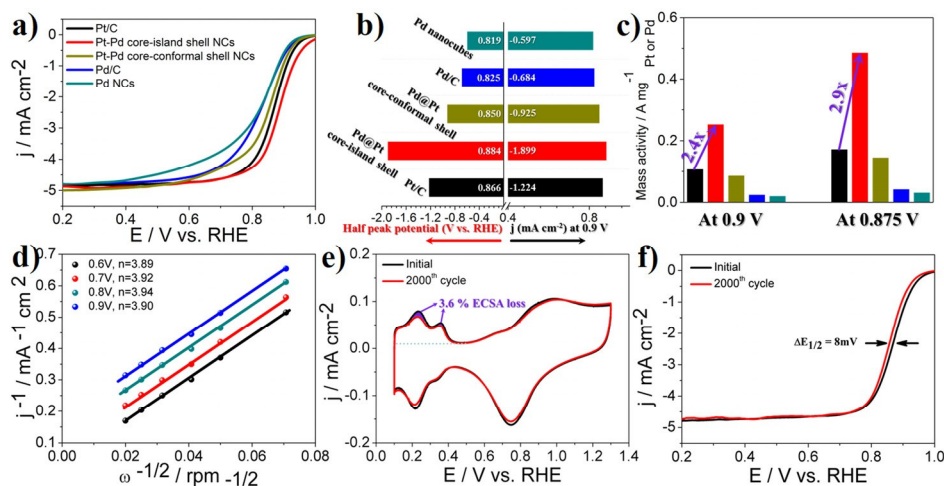 a)
Pt/C
Pt-Pd core-island shell NCs
Pt-Pd core-conformal shell NCs
Pd/C
Pd NCs
j / mA cm-2
0
-1
-2
-3
-4
-5
0.2 0.4 0.6 0.8 1.0
E / V vs. RHE
b)
Pd nanocubes
0.819 -0.597
Pd/C
0.825 -0.684
Pd@Pt
core-conformal shell
0.850 -0.925
Pd@Pt
core-island shell
0.884 -1.899
Pt/C
0.866 -1.224
-2.0 -1.6 -1.2 -0.8 -0.4 0 0.4 0.8
Half peak potential (V vs. RHE) j (mA cm-2) at 0.9 V
c)
Mass activity / A mg-1 Pt or Pd
0.6
0.4
0.2
0.0
2.4x
2.9x
At 0.9 V At 0.875 V
d)
0.6V, n=3.89
0.7V, n=3.92
0.8V, n=3.94
0.9V, n=3.90
j-1 / mA-1 cm 2
0.7
0.6
0.5
0.4
0.3
0.2
0.1
0.00 0.02 0.04 0.06 0.08
ω -1/2 / rpm -1/2
e)
Initial
2000th cycle
3.6 % ECSA loss
j / mA cm-2
0.2
0.1
0.0
-0.1
-0.2
0.0 0.2 0.4 0.6 0.8 1.0 1.2 1.4
E / V vs. RHE
f)
Initial
2000th cycle
ΔE1/2 = 8mV
j / mA cm-2
0
-1
-2
-3
-4
-5
0.2 0.4 0.6 0.8 1.0
E / V vs. RHE